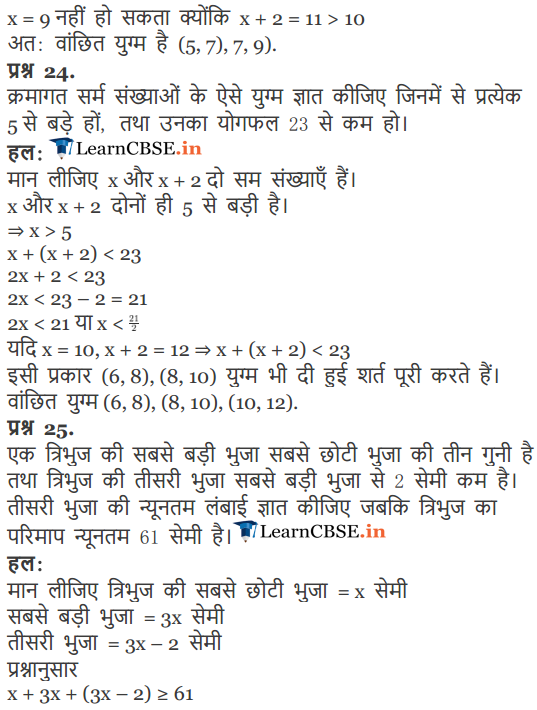 x = 9 नहीं हो सकता क्योंकि x + 2 = 11 > 10
अत: वांछित युग्म है (5, 7), 7, 9).
प्रश्न 24.
क्रमागत सर्म संख्याओं के ऐसे युग्म ज्ञात कीजिए जिनमें से प्रत्येक
5 से बड़े हों, तथा उनका योगफल 23 से कम हो।
हल: LearnCBSE.in
मान लीजिए x और x + 2 दो सम संख्याएँ हैं।
x और x + 2 दोनों ही 5 से बड़ी है।
⇒ x > 5
x + (x + 2) < 23
2x + 2 < 23
2x < 23 – 2 = 21
2x < 21 या x < 21/2
यदि x = 10, x + 2 = 12 ⇒ x + (x + 2) < 23
इसी प्रकार (6, 8), (8, 10) युग्म भी दी हुई शर्त पूरी करते हैं।
वांछित युग्म (6, 8), (8, 10), (10, 12).
प्रश्न 25.
एक त्रिभुज की सबसे बड़ी भुजा सबसे छोटी भुजा की तीन गुनी है
तथा त्रिभुज की तीसरी भुजा सबसे बड़ी भुजा से 2 सेमी कम है।
तीसरी भुजा की न्यूनतम लंबाई ज्ञात कीजिए जबकि त्रिभुज का
परिमाप न्यूनतम 61 सेमी है। LearnCBSE.in
हल:
मान लीजिए त्रिभुज की सबसे छोटी भुजा = x सेमी
सबसे बड़ी भुजा = 3x सेमी
तीसरी भुजा = 3x – 2 सेमी
प्रश्नानुसार
x + 3x + (3x – 2) ≥ 61